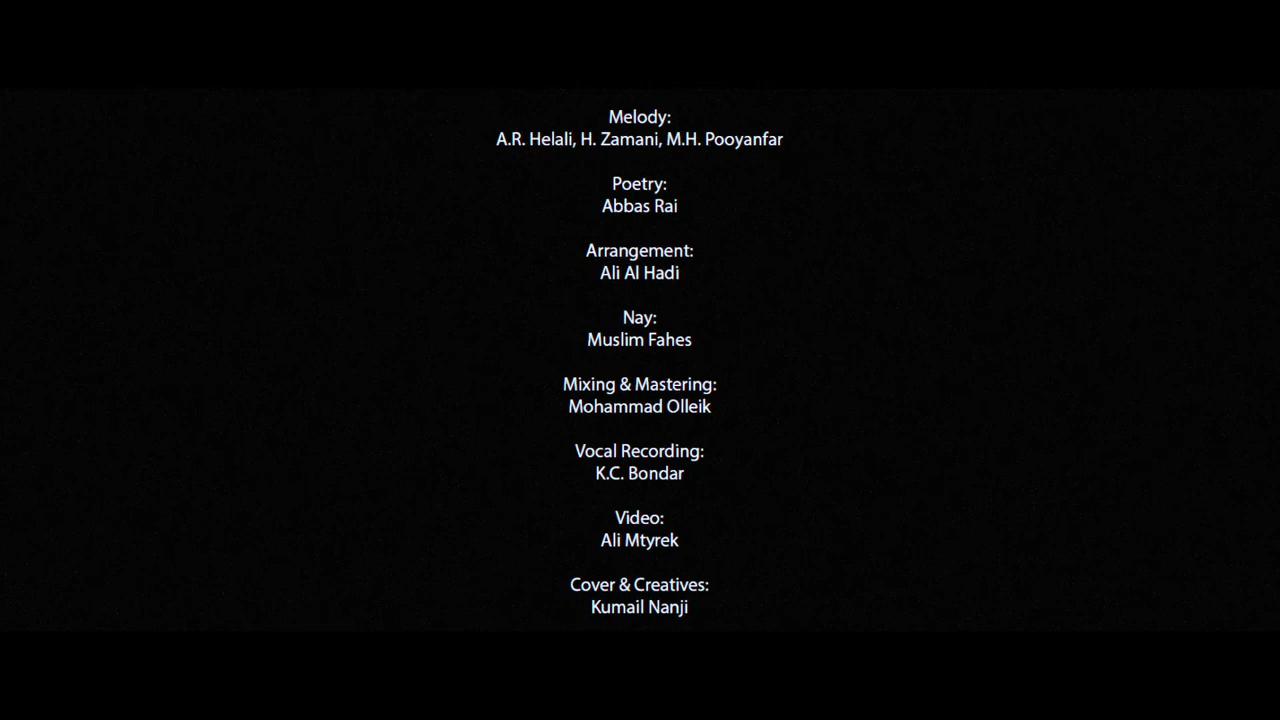 Melody:
A.R. Helali, H. Zamani, M.H. Pooyanfar
Poetry:
Abbas Rai
Arrangement:
Ali Al Hadi
Nay:
Muslim Fahes
Mixing & Mastering:
Mohammad Olleik
Vocal Recording:
K.C. Bondar
Video:
Ali Mtyrek
Cover & Creatives:
Kumail Nanji